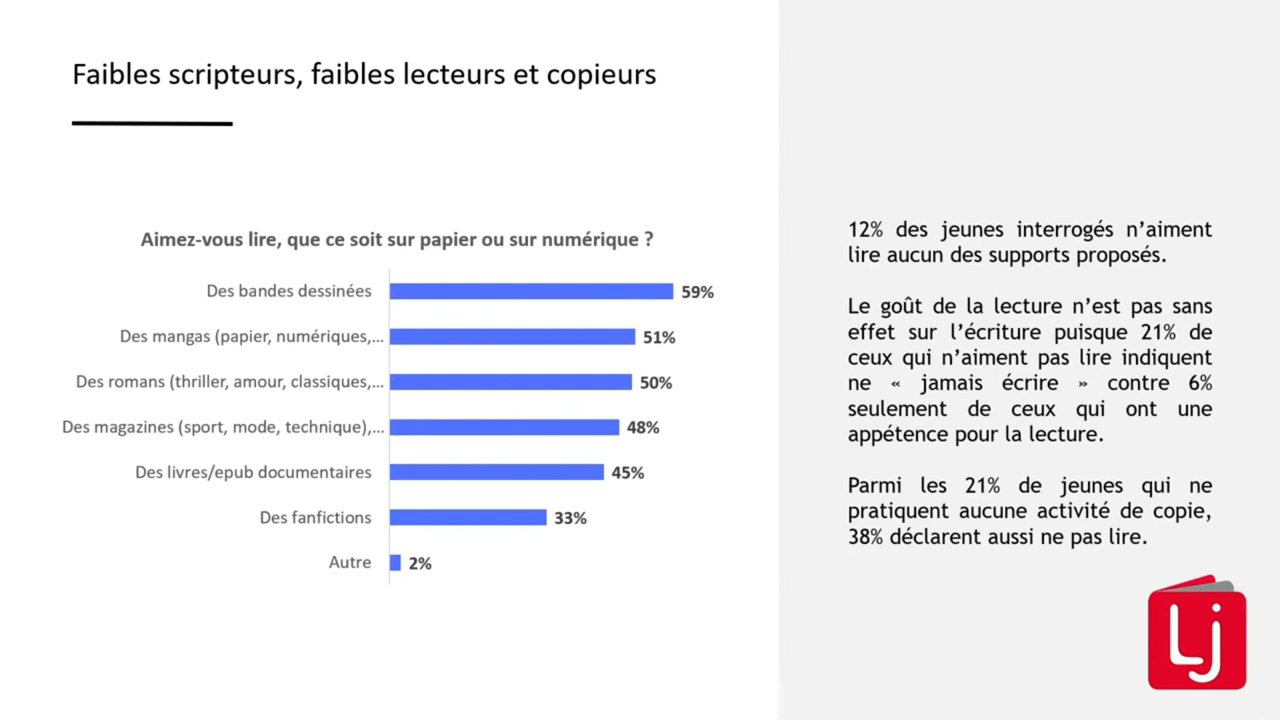 Faibles scripteurs, faibles lecteurs et copieurs
Aimez-vous lire, que ce soit sur papier ou sur numérique ?
Des bandes dessinées 59%
Des mangas (papier, numériques,... 51%
Des romans (thriller, amour, classiques,... 50%
Des magazines (sport, mode, technique),... 48%
Des livres/epub documentaires 45%
Des fanfictions 33%
Autre 2%
12% des jeunes interrogés n’aiment
lire aucun des supports proposés.
Le goût de la lecture n’est pas sans
effet sur l’écriture puisque 21% de
ceux qui n’aiment pas lire indiquent
ne « jamais écrire » contre 6%
seulement de ceux qui ont une
appétence pour la lecture.
Parmi les 21% de jeunes qui ne
pratiquent aucune activité de copie,
38% déclarent aussi ne pas lire.
Lj